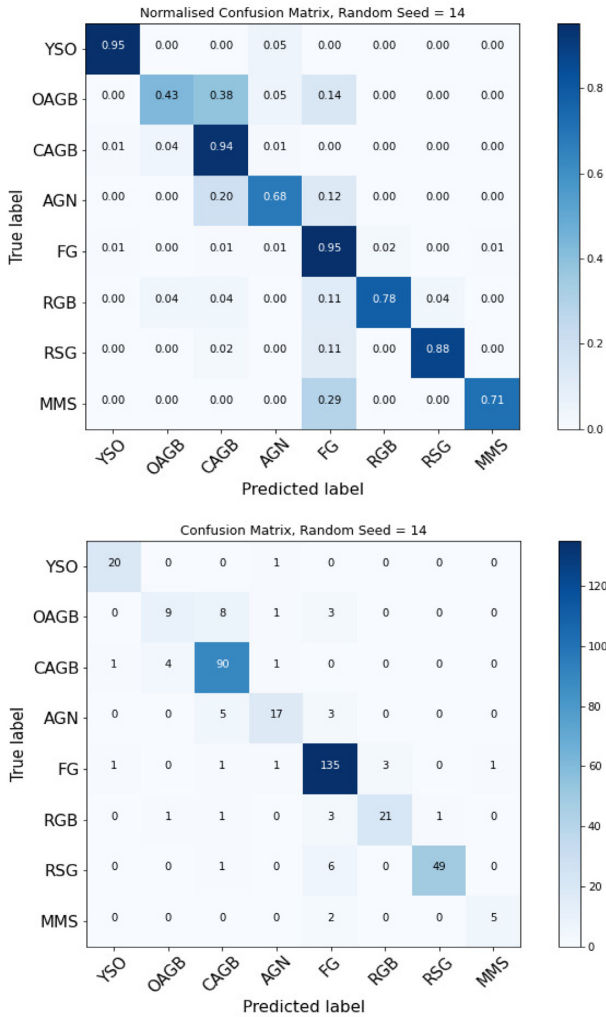 Normalised Confusion Matrix, Random Seed = 14
YSO 0.95 0.00 0.00 0.05 0.00 0.00 0.00 0.00
OAGB 0.00 0.43 0.38 0.05 0.14 0.00 0.00 0.00
CAGB 0.01 0.04 0.94 0.01 0.00 0.00 0.00 0.00
AGN 0.00 0.00 0.20 0.68 0.12 0.00 0.00 0.00
FG 0.01 0.00 0.01 0.01 0.95 0.02 0.00 0.01
RGB 0.00 0.04 0.04 0.00 0.11 0.78 0.04 0.00
RSG 0.00 0.00 0.02 0.00 0.11 0.00 0.88 0.00
MMS 0.00 0.00 0.00 0.00 0.29 0.00 0.00 0.71
True label
YSO OAGB CAGB AGN FG RGB RSG MMS
Predicted label
0.8
0.6
0.4
0.2
0.0
Confusion Matrix, Random Seed = 14
YSO 20 0 0 1 0 0 0 0
OAGB 0 9 8 1 3 0 0 0
CAGB 1 4 90 1 0 0 0 0
AGN 0 0 5 17 3 0 0 0
FG 1 0 1 1 135 3 0 1
RGB 0 1 1 0 3 21 1 0
RSG 0 0 1 0 6 0 49 0
MMS 0 0 0 0 2 0 0 5
True label
YSO OAGB CAGB AGN FG RGB RSG MMS
Predicted label
120
100
80
60
40
20
0